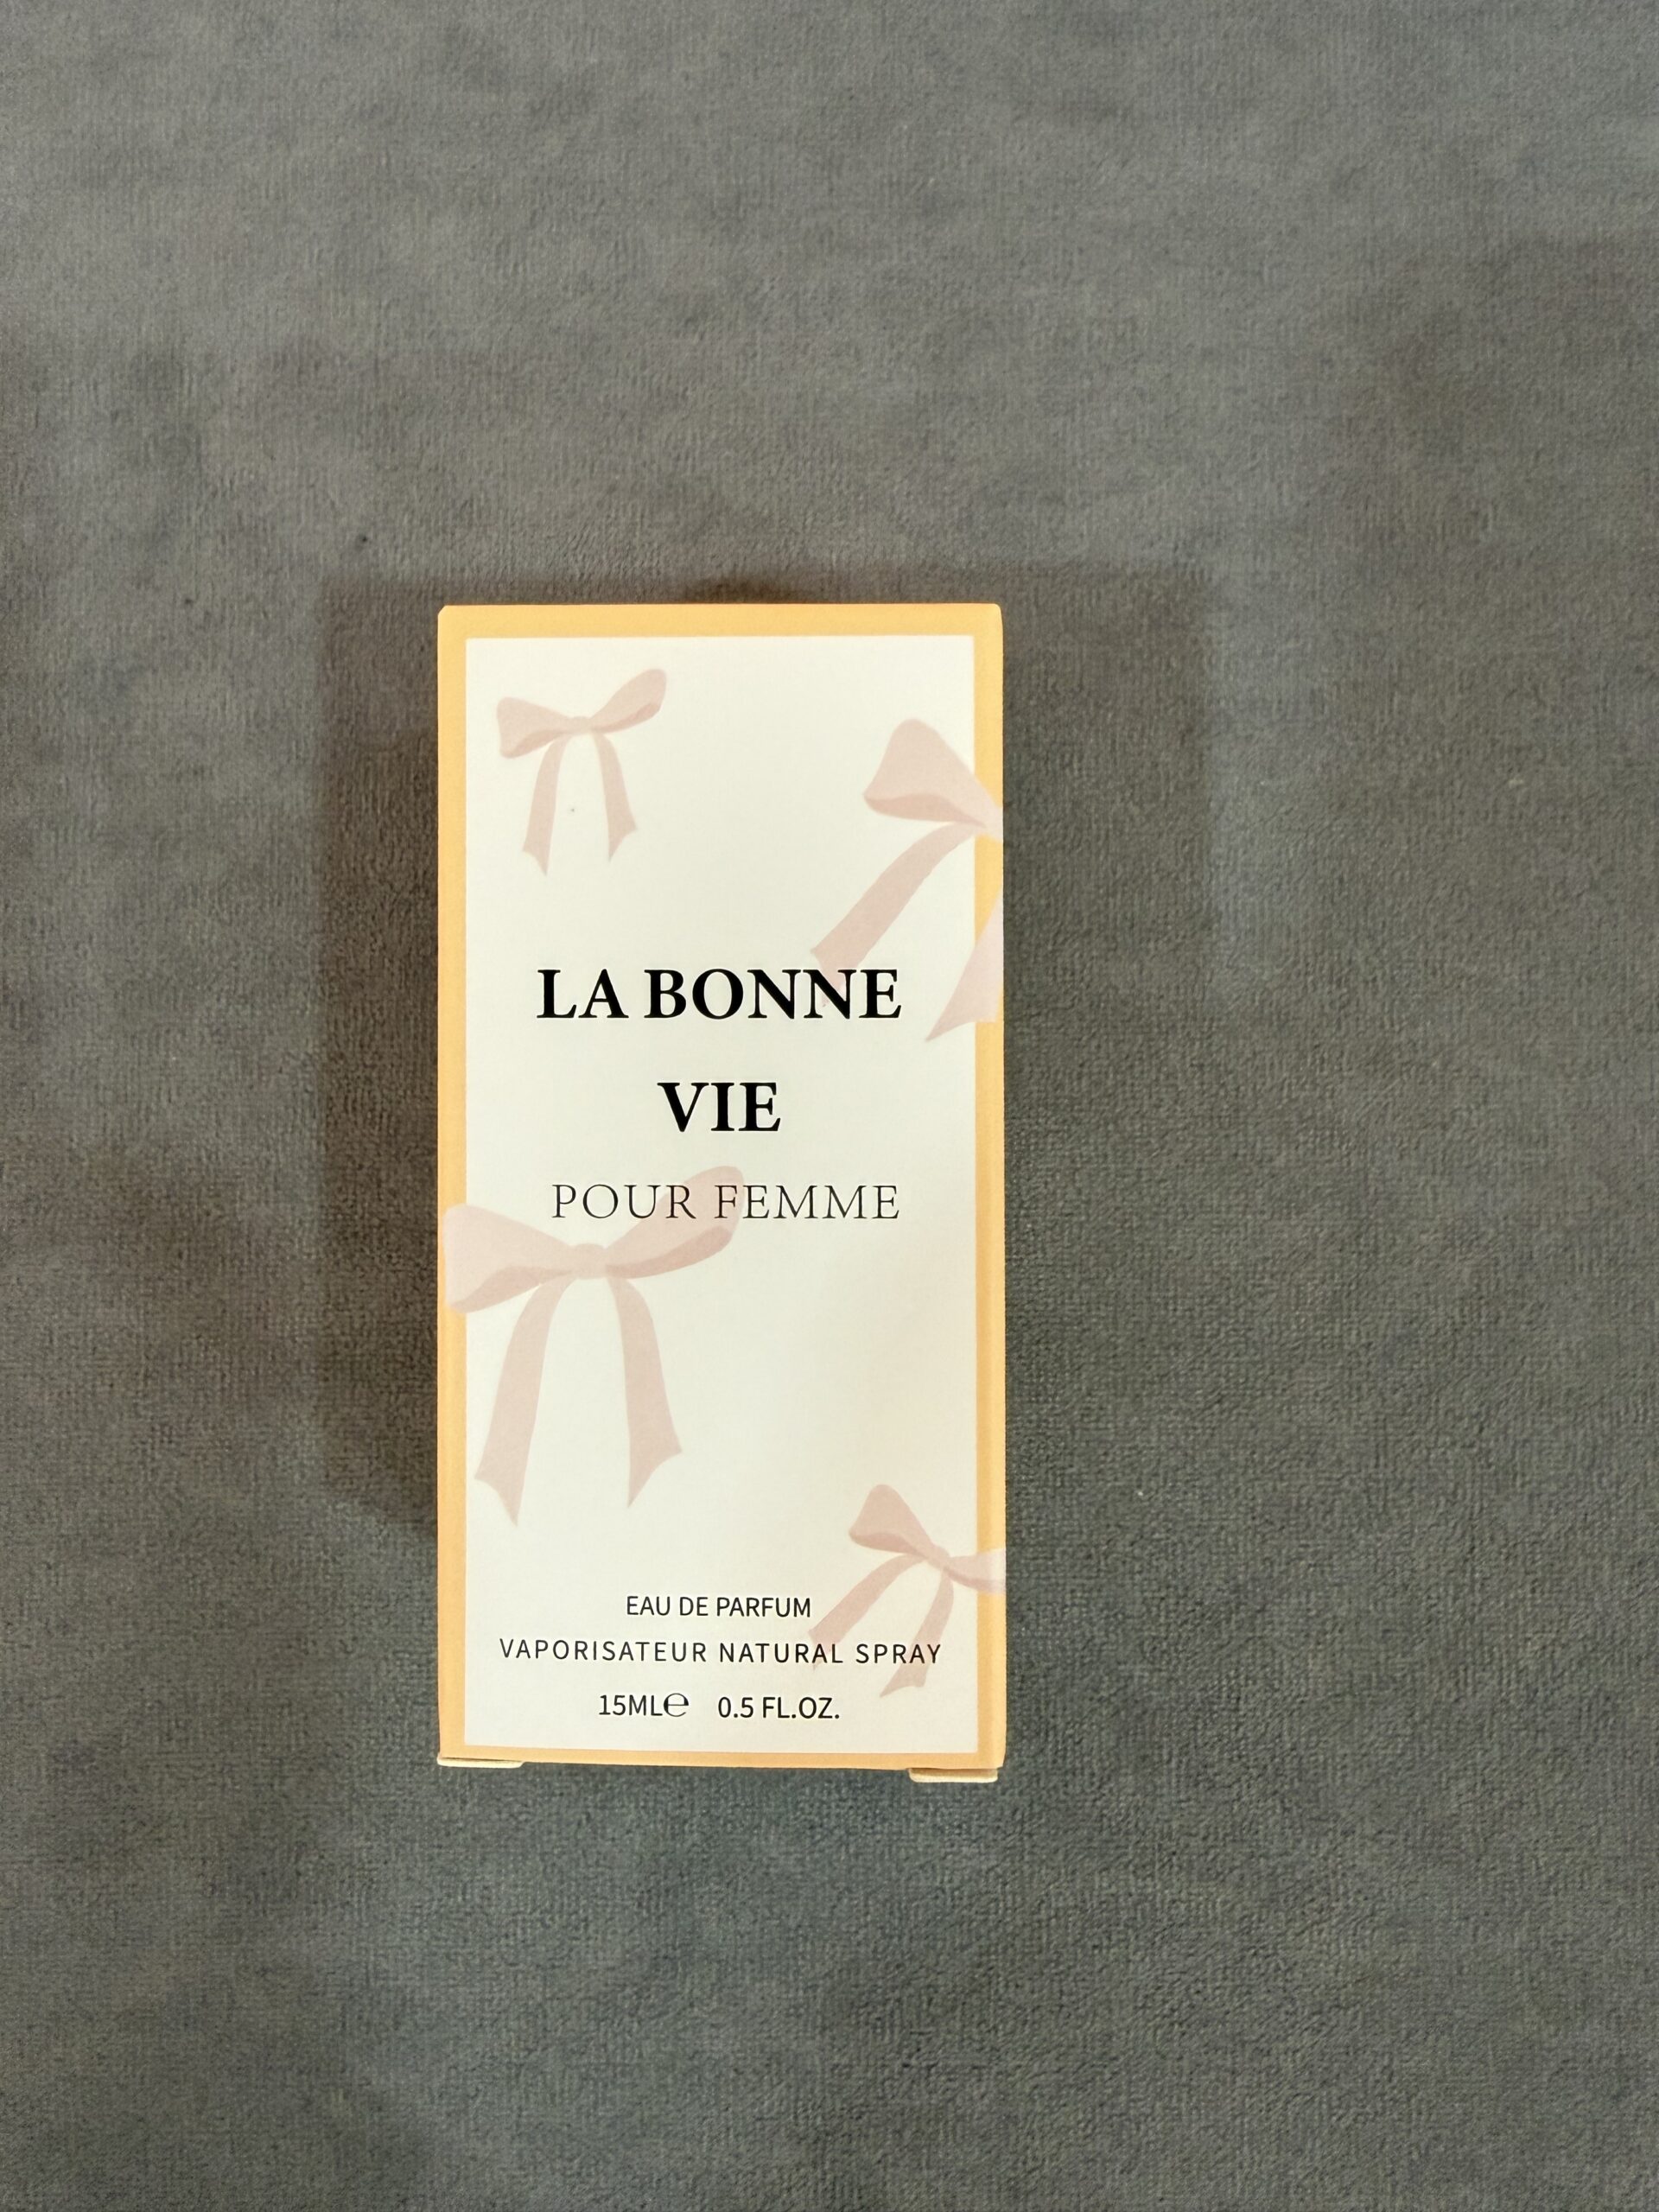 LA BONNE
VIE
POUR FEMME
EAU DE PARFUM
VAPORISATEUR NATURAL SPRAY
15ML℮ 0.5 FL.OZ.